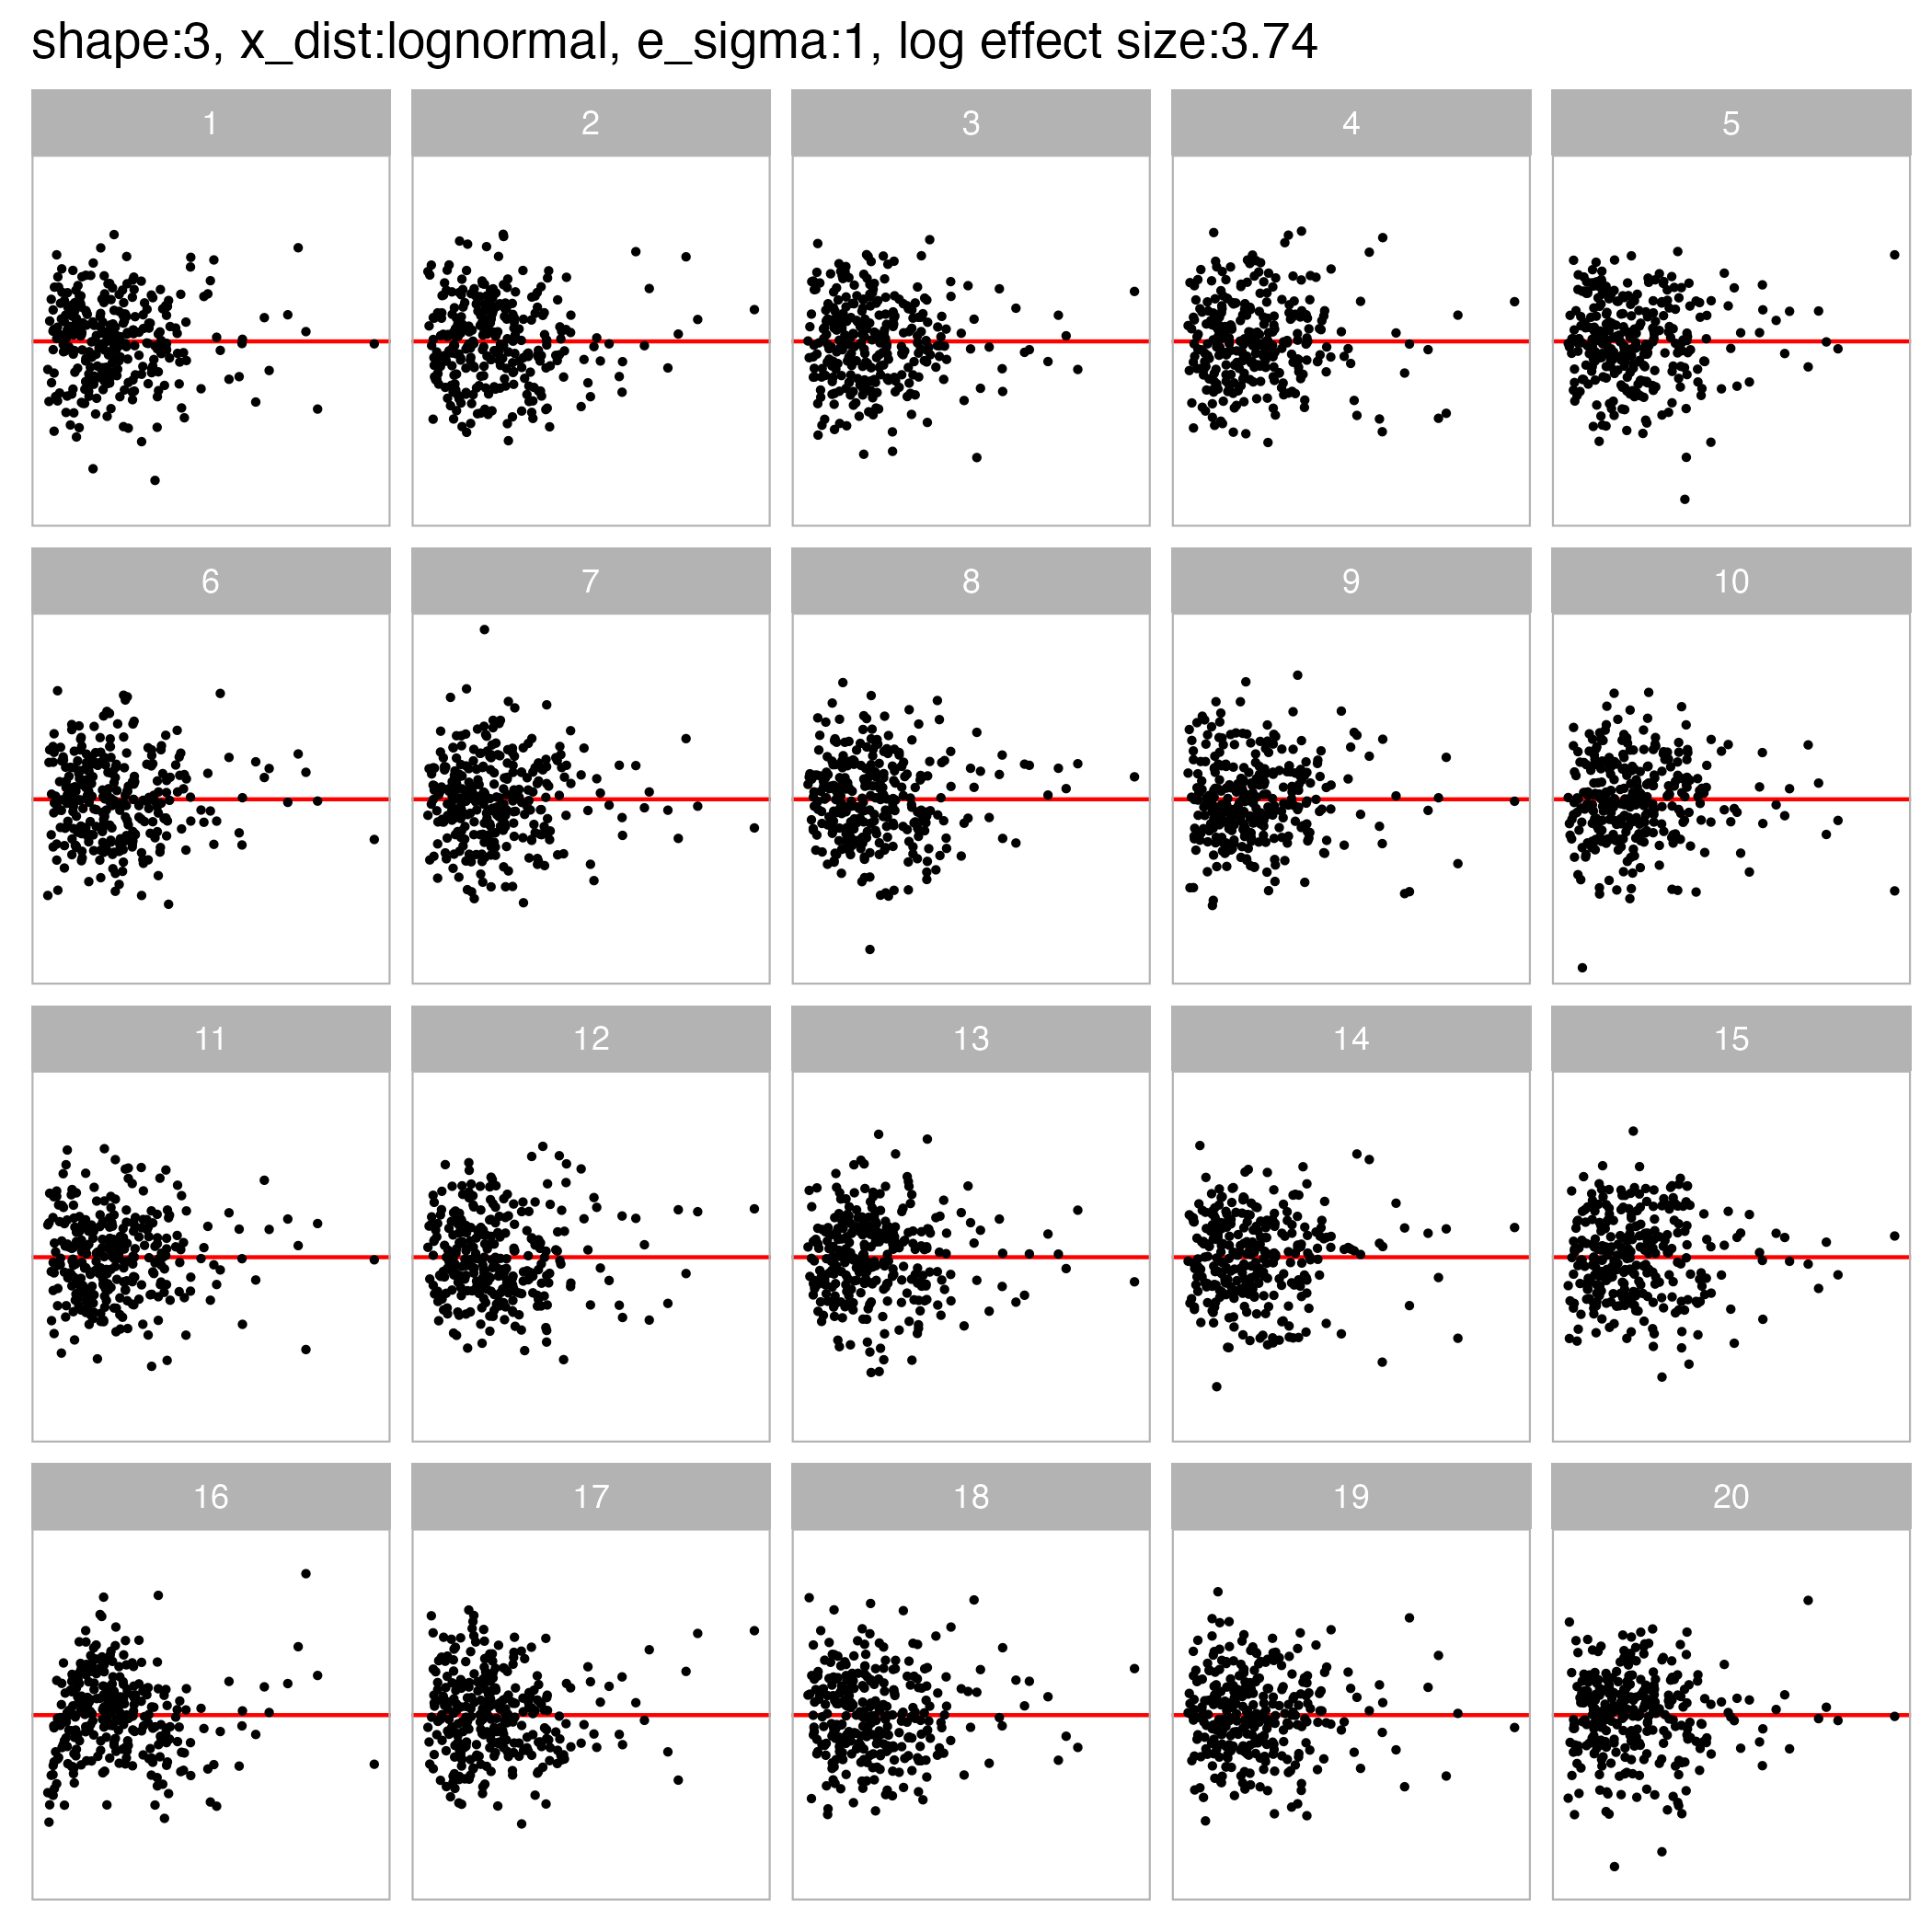 shape:3, x_dist:lognormal, e_sigma:1, log effect size:3.74
1 2 3 4 5
6 7 8 9 10
11 12 13 14 15
16 17 18 19 20